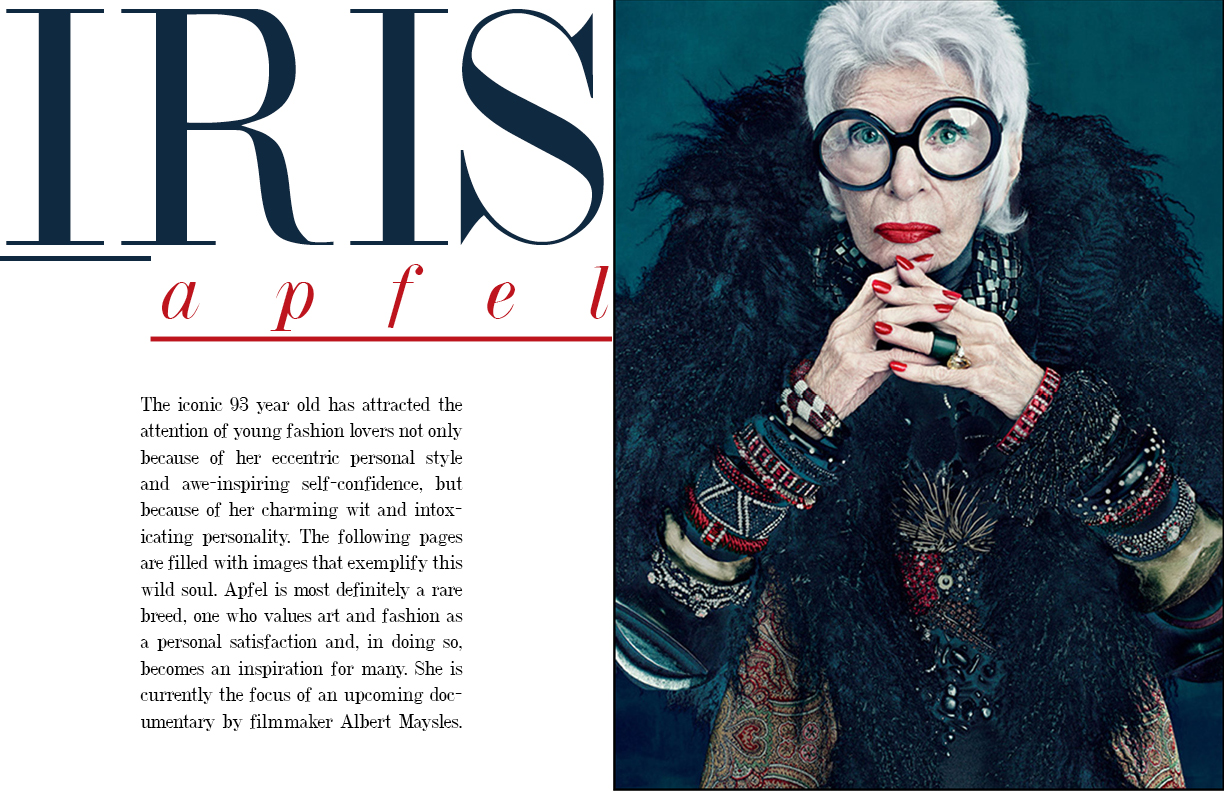 IRIS
apfel
The iconic 93 year old has attracted the
attention of young fashion lovers not only
because of her eccentric personal style
and awe-inspiring self-confidence, but
because of her charming wit and intox-
icating personality. The following pages
are filled with images that exemplify this
wild soul. Apfel is most definitely a rare
breed, one who values art and fashion as
a personal satisfaction and, in doing so,
becomes an inspiration for many. She is
currently the focus of an upcoming doc-
umentary by filmmaker Albert Maysles.